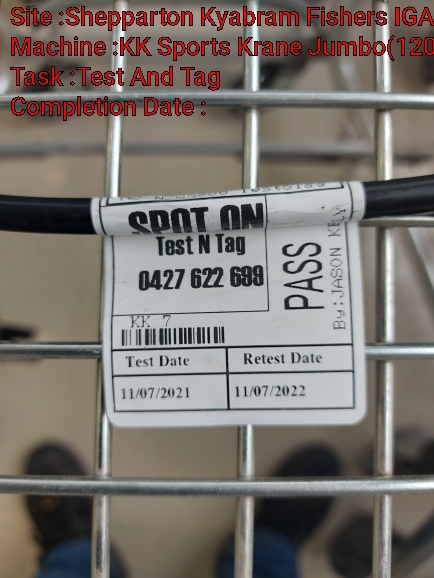 Site :Shepparton Kyabram Fishers IGA
Machine :KK Sports Krane Jumbo(120
Task :Test And Tag
Completion Date :
SPOT ON
Test N Tag
0427 622 699
PASS
By:JASON
KK 7
Test Date Retest Date
11/07/2021 11/07/2022